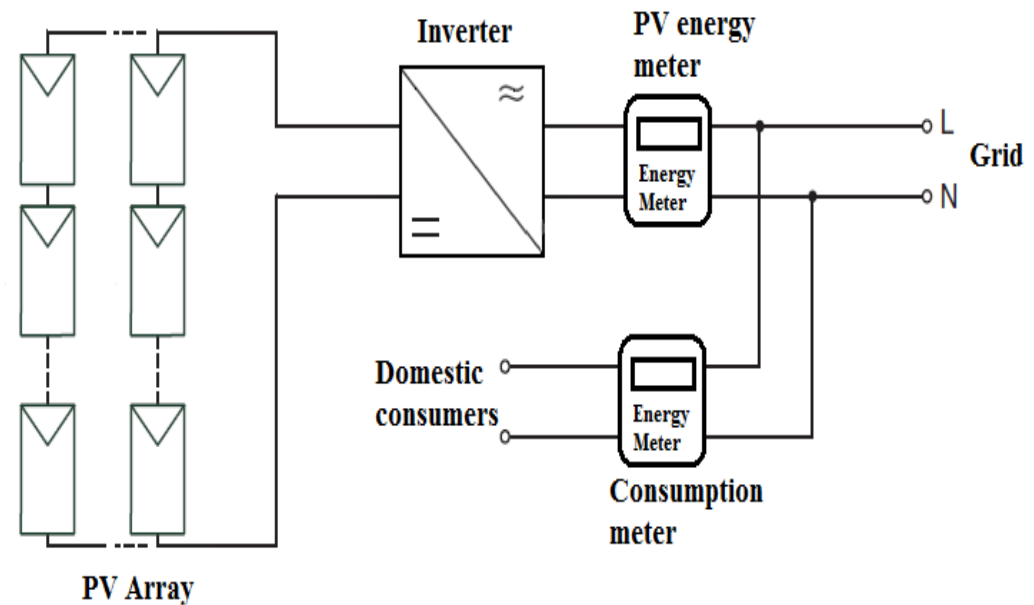 Inverter
PV energy
meter
Energy
Meter
L
Grid
N
Domestic
consumers
Energy
Meter
Consumption
meter
PV Array